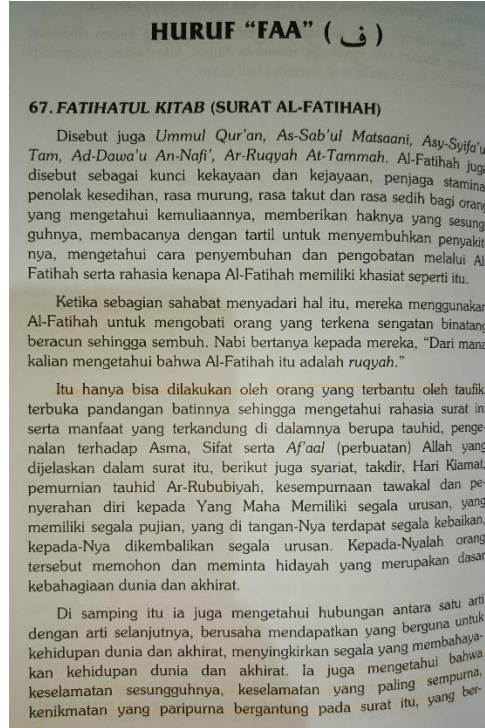 HURUF “FAA” ( ف )
67. FATIHATUL KITAB (SURAT AL-FATIHAH)
Disebut juga Ummul Qur'an, As-Sab'ul Matsaani, Asy-Syifa'u
Tam, Ad-Dawa'u An-Nafi', Ar-Ruqyah At-Tammah. Al-Fatihah juga
disebut sebagai kunci kekayaan dan kejayaan, penjaga stamina
penolak kesedihan, rasa murung, rasa takut dan rasa sedih bagi orang
yang mengetahui kemuliaannya, memberikan haknya yang sesung
guhnya, membacanya dengan tartil untuk menyembuhkan penyakit
nya, mengetahui cara penyembuhan dan pengobatan melalui Al
Fatihah serta rahasia kenapa Al-Fatihah memiliki khasiat seperti itu.
Ketika sebagian sahabat menyadari hal itu, mereka menggunakan
Al-Fatihah untuk mengobati orang yang terkena sengatan binatang
beracun sehingga sembuh. Nabi bertanya kepada mereka, “Dari mana
kalian mengetahui bahwa Al-Fatihah itu adalah ruqyah.”
Itu hanya bisa dilakukan oleh orang yang terbantu oleh taufik
terbuka pandangan batinnya sehingga mengetahui rahasia surat ini
serta manfaat yang terkandung di dalamnya berupa tauhid, penge-
nalan terhadap Asma, Sifat serta Af'aal (perbuatan) Allah yang
dijelaskan dalam surat itu, berikut juga syariat, takdir, Hari Kiamat,
pemurnian tauhid Ar-Rububiyah, kesempurnaan tawakal dan pe-
nyerahan diri kepada Yang Maha Memiliki segala urusan, yang
memiliki segala pujian, yang di tangan-Nya terdapat segala kebaikan,
kepada-Nya dikembalikan segala urusan. Kepada-Nyalah orang
tersebut memohon dan meminta hidayah yang merupakan dasar
kebahagiaan dunia dan akhirat.
Di samping itu ia juga mengetahui hubungan antara satu arti
dengan arti selanjutnya, berusaha mendapatkan yang berguna untuk
kehidupan dunia dan akhirat, menyingkirkan segala yang membahaya-
kan kehidupan dunia dan akhirat. Ia juga mengetahui bahwa
keselamatan sesungguhnya, keselamatan yang paling sempurna,
kenikmatan yang paripurna bergantung pada surat itu, yang ber-